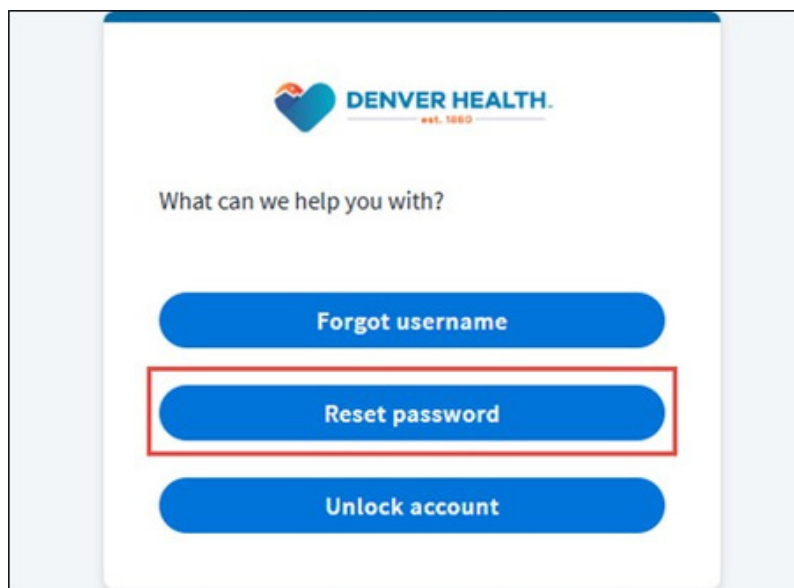 DENVER HEALTH
est. 1860
What can we help you with?
Forgot username
Reset password
Unlock account